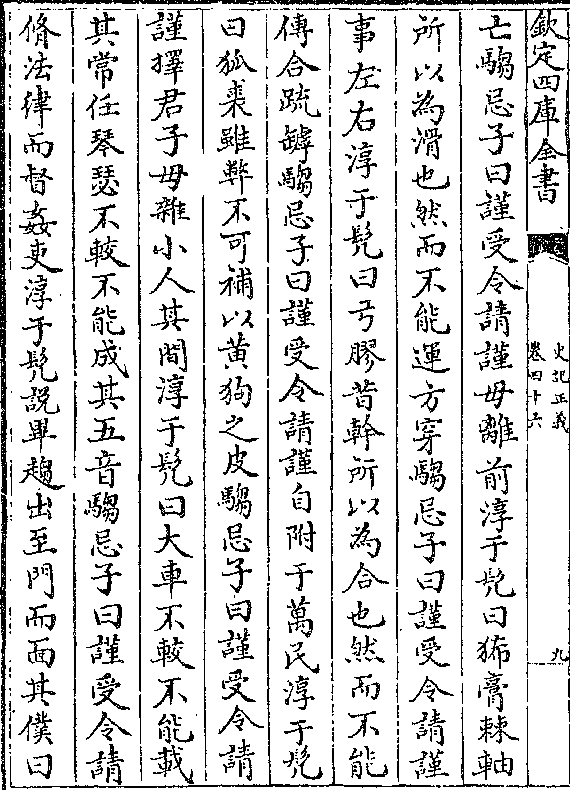 欽定四庫全書
史記正義
卷四十六
九
亡騶忌子曰謹受令請謹毋離前淳于髡曰狶膏棘軸
所以為滑也然而不能運方穿騶忌子曰謹受令請謹
事左右淳于髡曰弓膠昔幹所以為合也然而不能
傅合疏罅騶忌子曰謹受令請謹自附于萬民淳于髡
曰狐裘雖弊不可補以黄狗之皮騶忌子曰謹受令請
謹擇君子毋雜小人其間淳于髡曰大車不較不能載
其常任琴瑟不較不能成其五音騶忌子曰謹受令請
脩法律而督姦吏淳于髡説畢趨出至門而面其僕曰